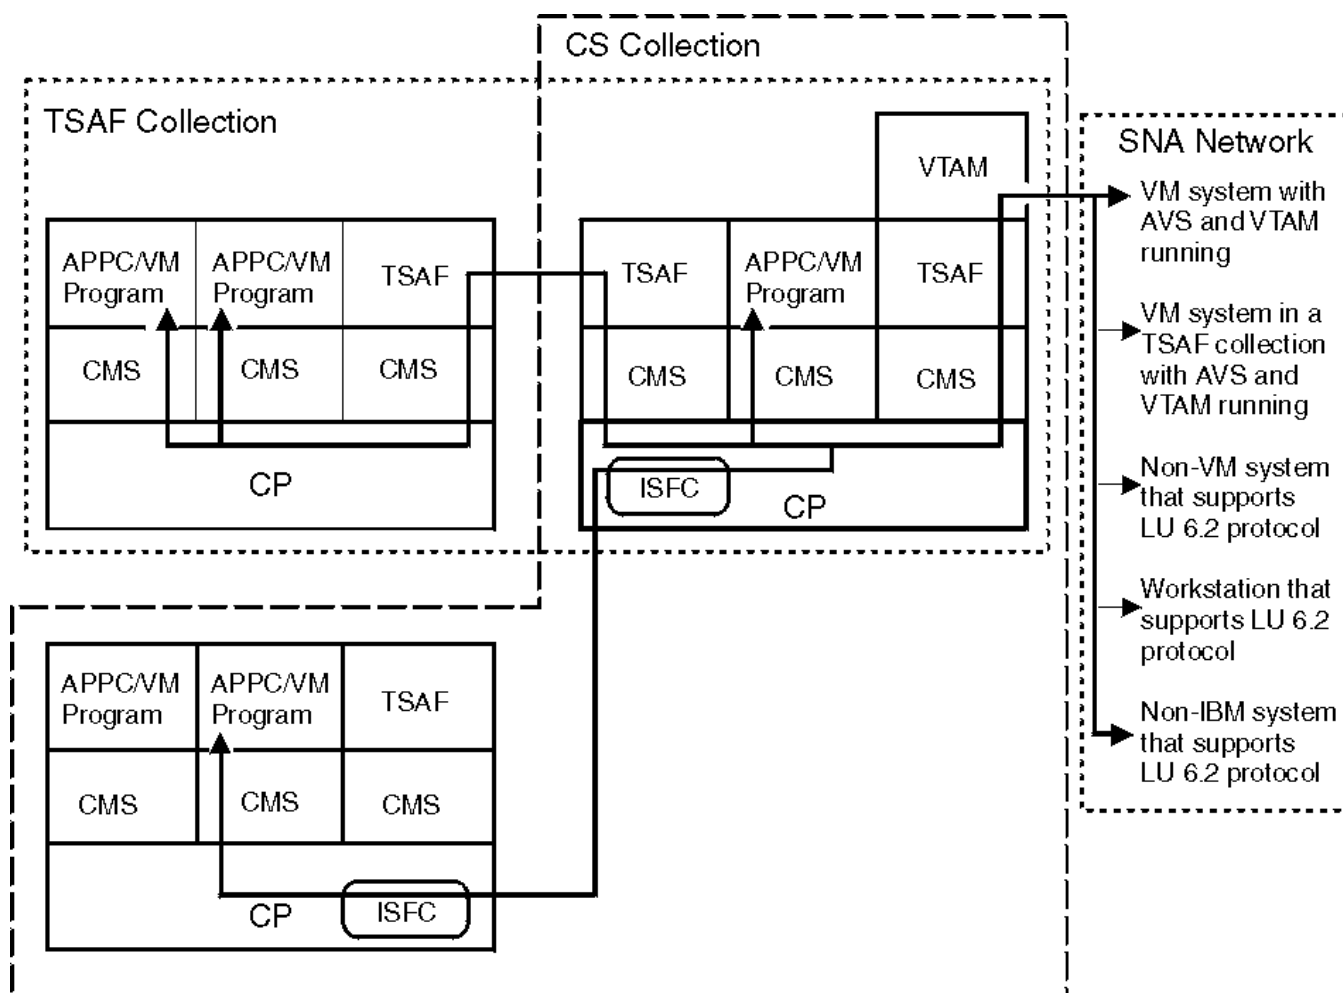 CS Collection
TSAF Collection
VTAM
APPC/VM
Program
APPC/VM
Program
TSAF
CMS
CMS
CMS
CP
TSAF
APPC/VM
Program
TSAF
CMS
CMS
CMS
ISFC
CP
SNA Network
VM system with
AVS and VTAM
running
VM system in a
TSAF collection
with AVS and
VTAM running
Non-VM system
that supports
LU 6.2 protocol
Workstation that
supports LU 6.2
protocol
Non-IBM system
that supports
LU 6.2 protocol
APPC/VM
Program
APPC/VM
Program
TSAF
CMS
CMS
CMS
CP
ISFC